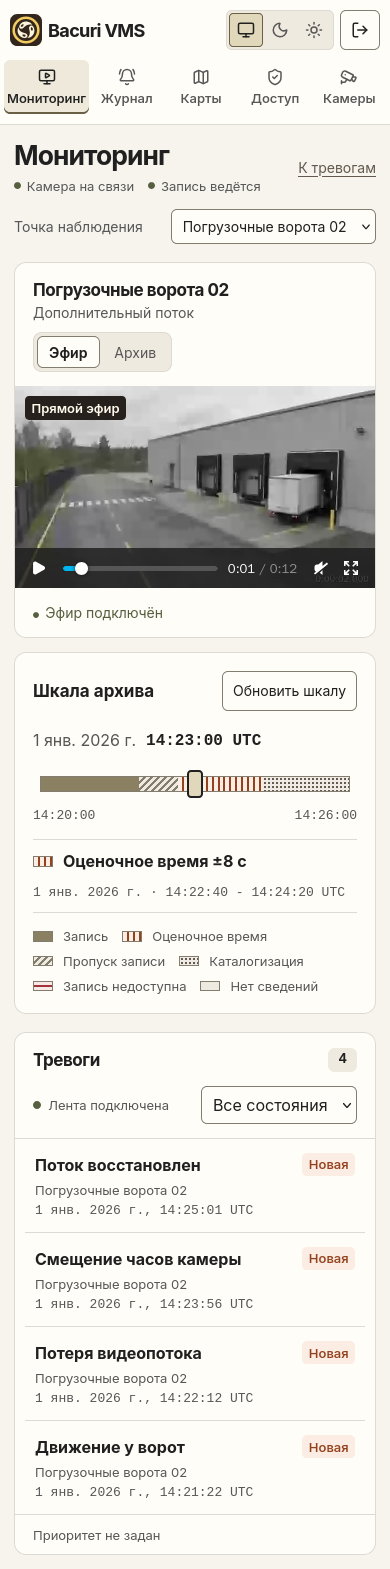 Bacuri VMS
Мониторинг Журнал Карты Доступ Камеры
Мониторинг
К тревогам
Камера на связи Запись ведётся
Точка наблюдения Погрузочные ворота 02
Погрузочные ворота 02
Дополнительный поток
Эфир Архив
Прямой эфир
0:01 / 0:12
Эфир подключён
Шкала архива Обновить шкалу
1 янв. 2026 г. 14:23:00 UTC
14:20:00 14:26:00
Оценочное время ±8 с
1 янв. 2026 г. · 14:22:40 - 14:24:20 UTC
Запись Оценочное время
Пропуск записи Каталогизация
Запись недоступна Нет сведений
Тревоги 4
Лента подключена Все состояния
Поток восстановлен Новая
Погрузочные ворота 02
1 янв. 2026 г., 14:25:01 UTC
Смещение часов камеры Новая
Погрузочные ворота 02
1 янв. 2026 г., 14:23:56 UTC
Потеря видеопотока Новая
Погрузочные ворота 02
1 янв. 2026 г., 14:22:12 UTC
Движение у ворот Новая
Погрузочные ворота 02
1 янв. 2026 г., 14:21:22 UTC
Приоритет не задан